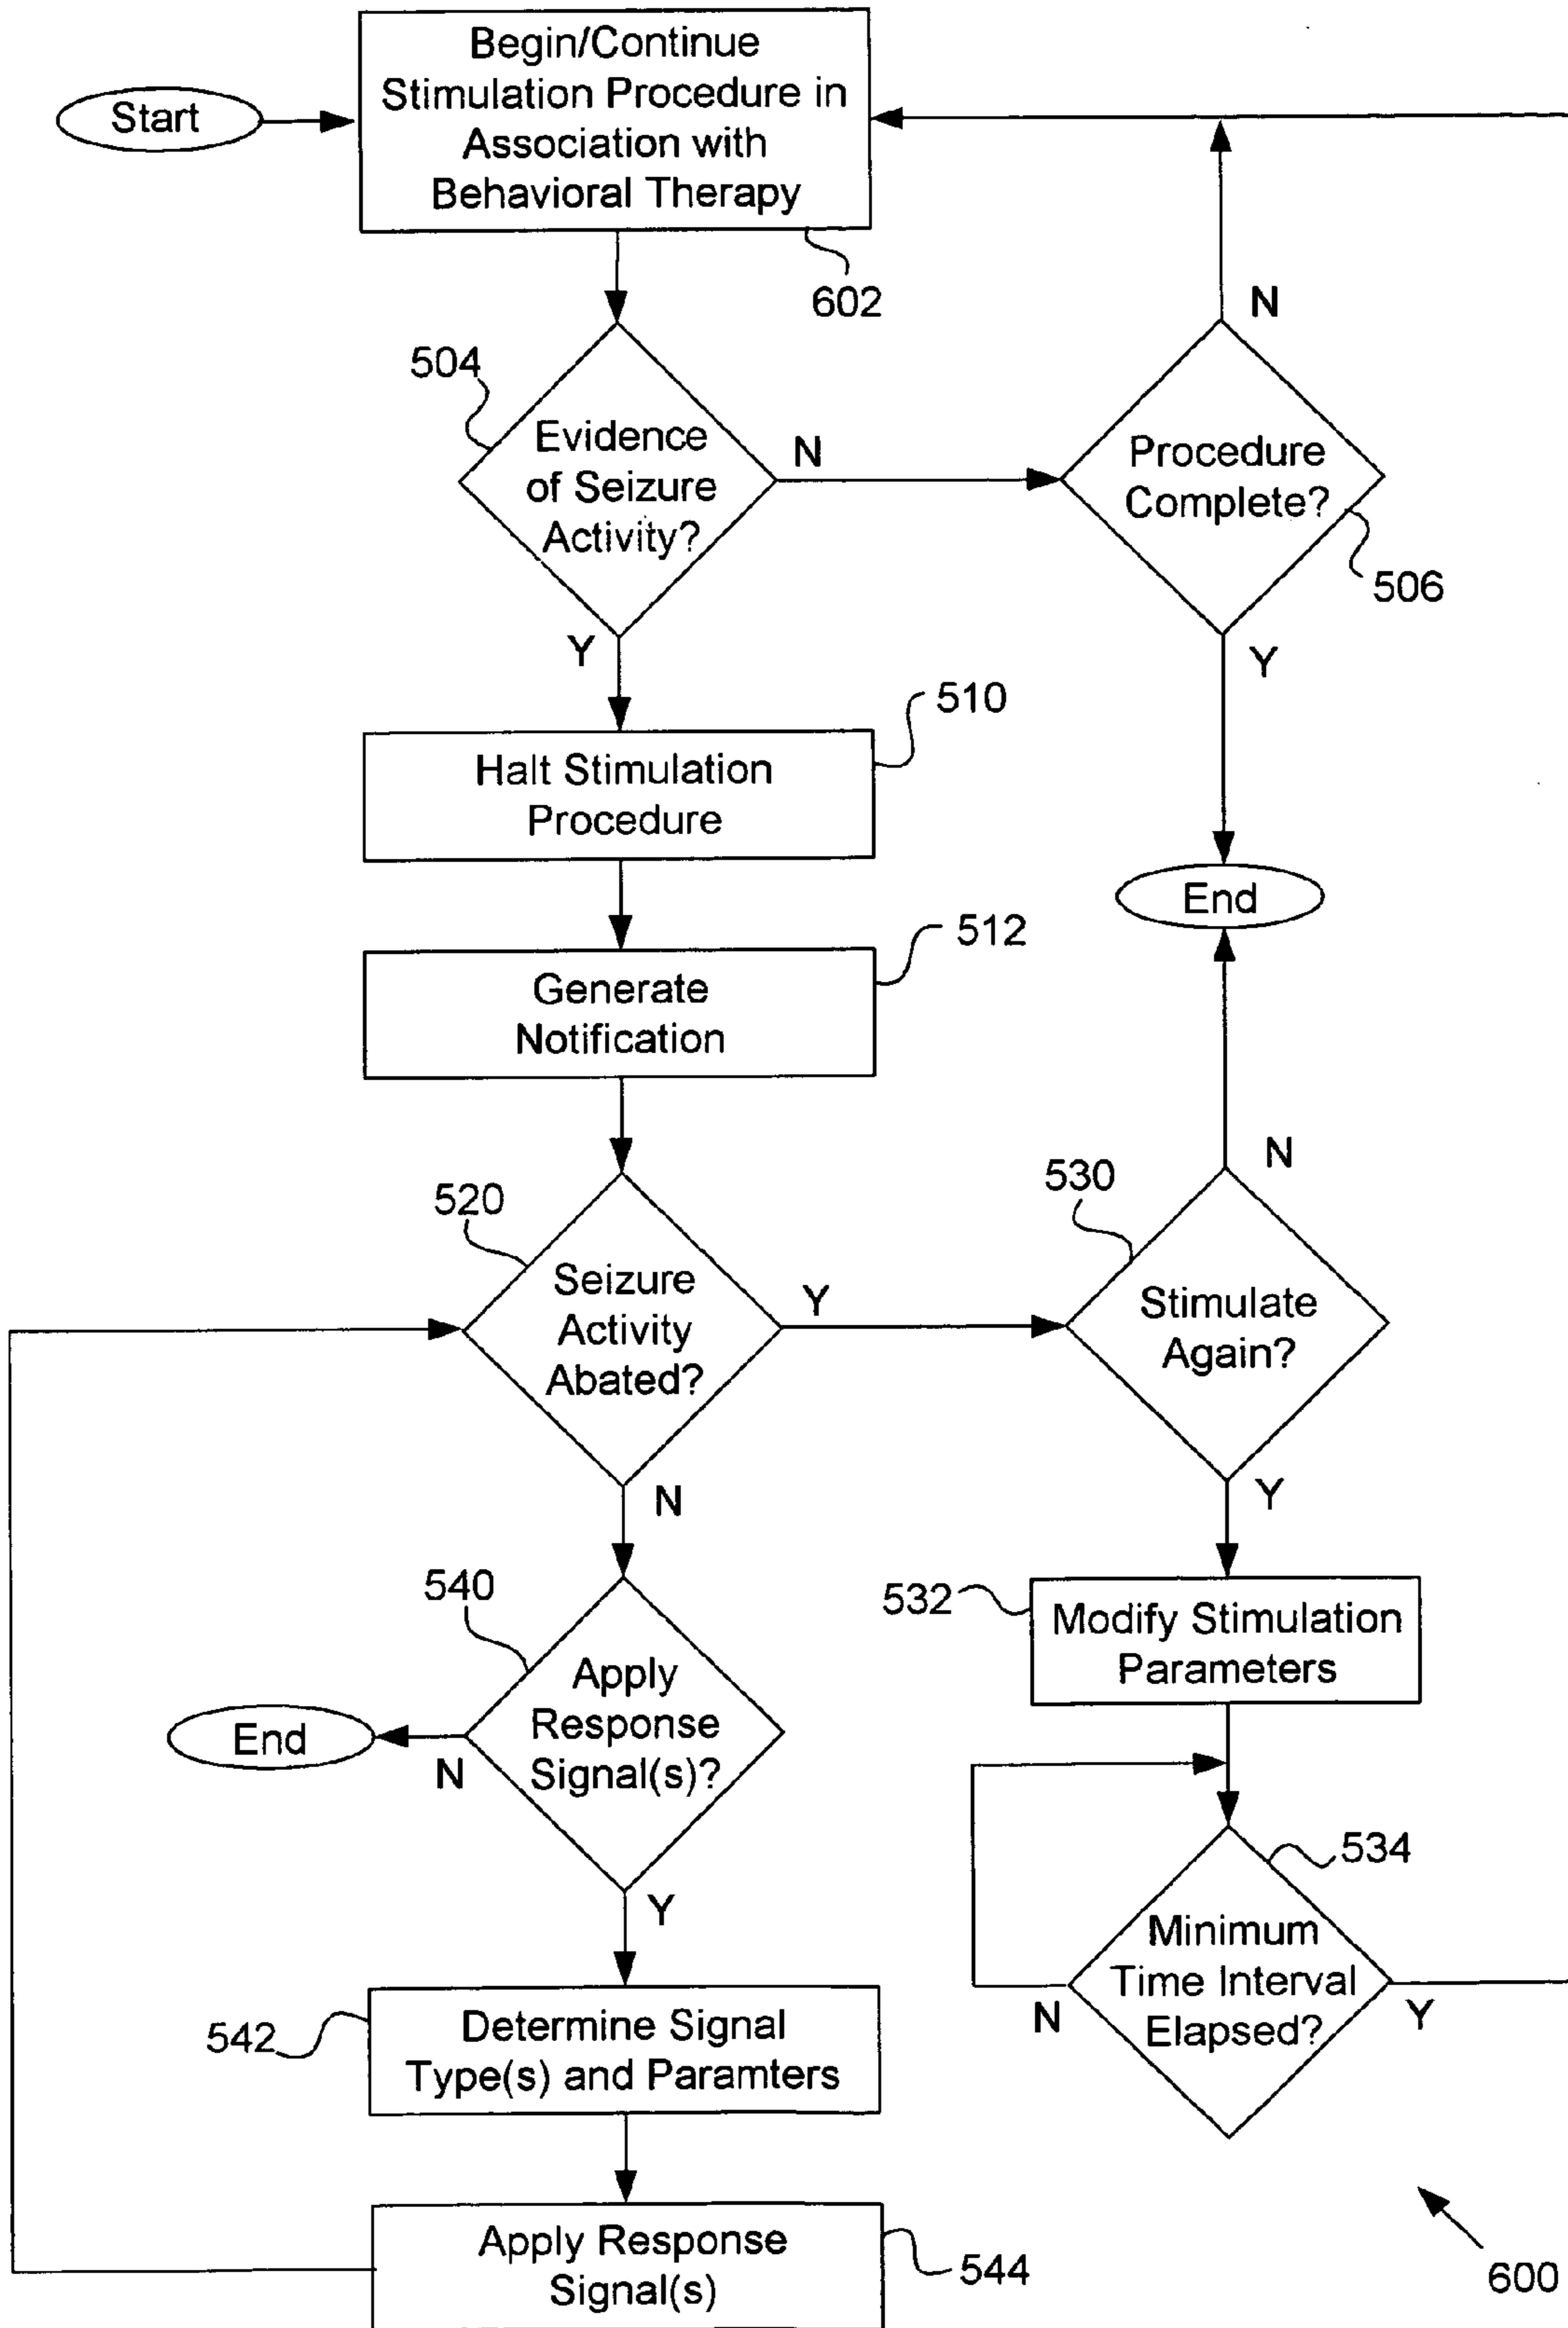 Begin/Continue
Stimulation Procedure in
Association with
Behavioral Therapy
Start
602
504
Evidence
of Seizure
Activity?
N
Y
Procedure
Complete?
N
506
Y
510
Halt Stimulation
Procedure
End
512
Generate
Notification
520
Seizure
Activity
Abated?
Y
N
530
N
Stimulate
Again?
Y
540
Apply
Response
Signal(s)?
End
N
Y
532
Modify Stimulation
Parameters
534
Minimum
Time Interval
Elapsed?
N
Y
542
Determine Signal
Type(s) and Paramters
Apply Response
Signal(s)
544
600